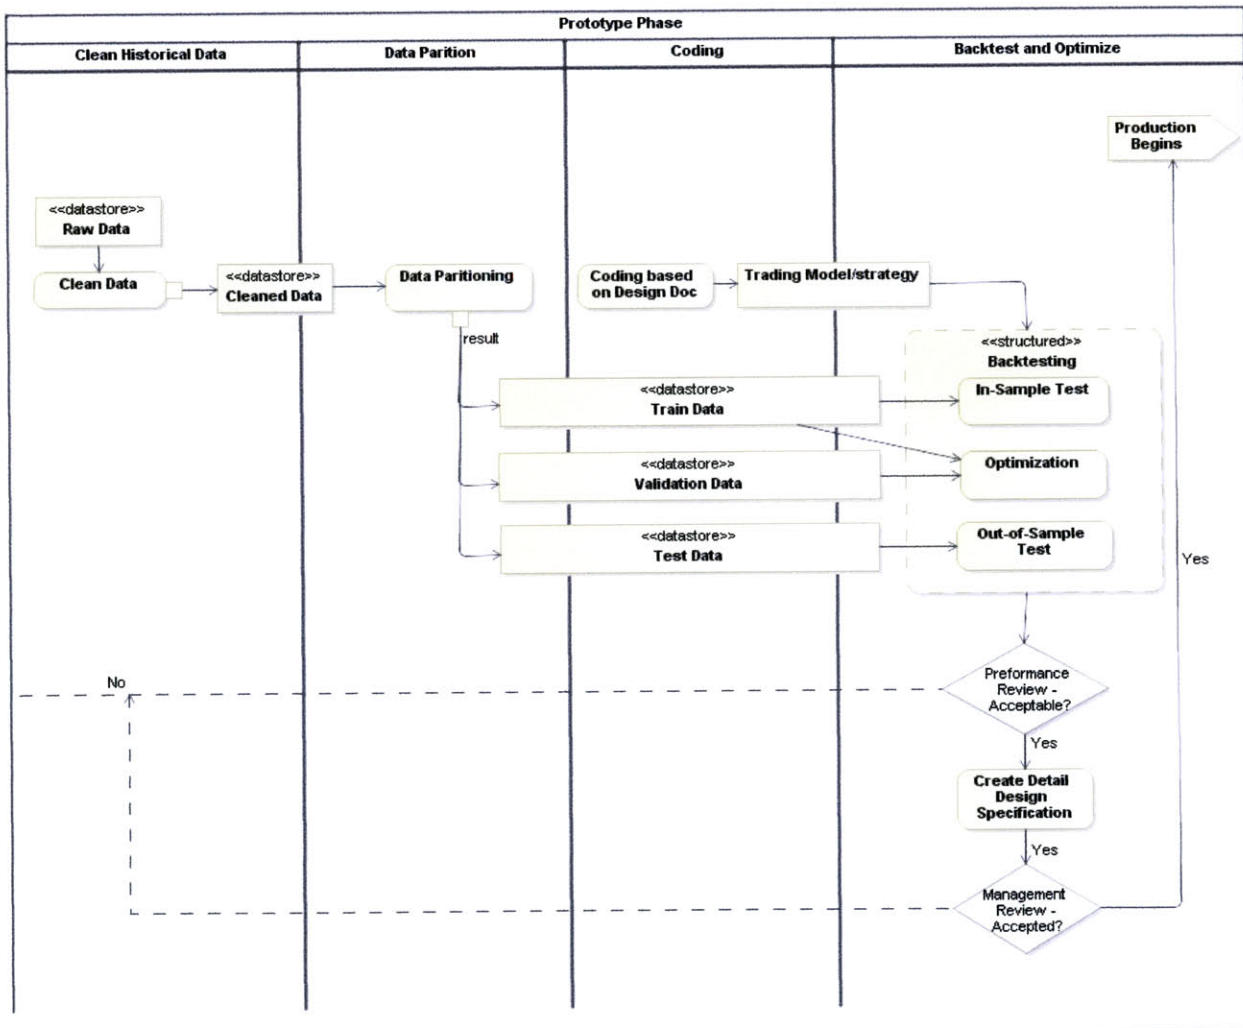 Prototype Phase
Clean Historical Data
Data Parition
Coding
Backtest and Optimize
Production
Begins
<<datastore>>
Raw Data
Clean Data
<<datastore>>
Cleaned Data
Data Paritioning
result
Coding based
on Design Doc
Trading Model/strategy
<<structured>>
Backtesting
<<datastore>>
Train Data
In-Sample Test
<<datastore>>
Validation Data
Optimization
<<datastore>>
Test Data
Out-of-Sample
Test
Yes
No
Preformance
Review -
Acceptable?
Yes
Create Detail
Design
Specification
Yes
Management
Review -
Accepted?